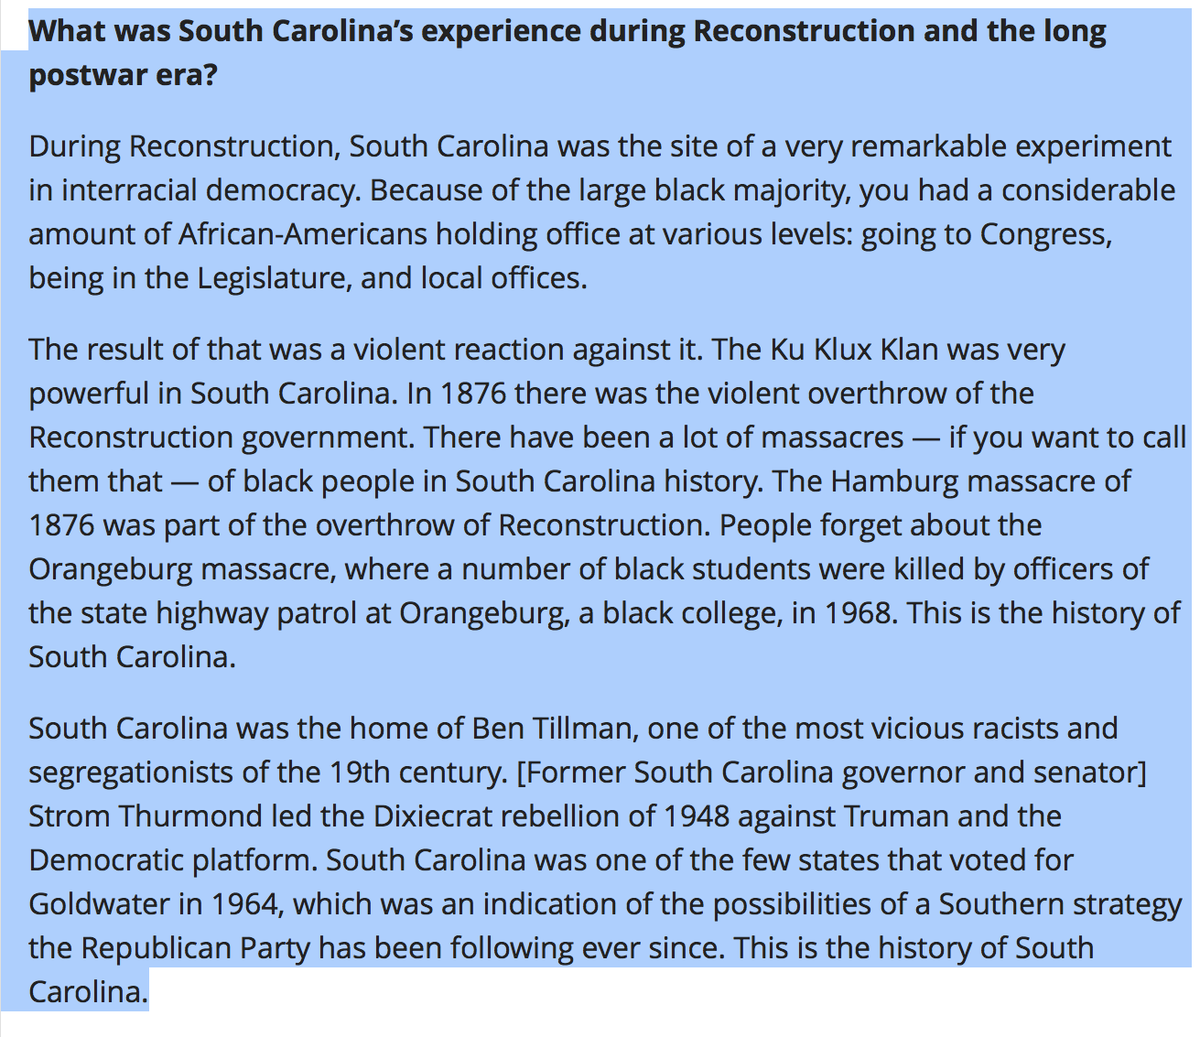 What was South Carolina’s experience during Reconstruction and the long
postwar era?
During Reconstruction, South Carolina was the site of a very remarkable experiment
in interracial democracy. Because of the large black majority, you had a considerable
amount of African-Americans holding office at various levels: going to Congress,
being in the Legislature, and local offices.
The result of that was a violent reaction against it. The Ku Klux Klan was very
powerful in South Carolina. In 1876 there was the violent overthrow of the
Reconstruction government. There have been a lot of massacres — if you want to call
them that — of black people in South Carolina history. The Hamburg massacre of
1876 was part of the overthrow of Reconstruction. People forget about the
Orangeburg massacre, where a number of black students were killed by officers of
the state highway patrol at Orangeburg, a black college, in 1968. This is the history of
South Carolina.
South Carolina was the home of Ben Tillman, one of the most vicious racists and
segregationists of the 19th century. [Former South Carolina governor and senator]
Strom Thurmond led the Dixiecrat rebellion of 1948 against Truman and the
Democratic platform. South Carolina was one of the few states that voted for
Goldwater in 1964, which was an indication of the possibilities of a Southern strategy
the Republican Party has been following ever since. This is the history of South
Carolina.